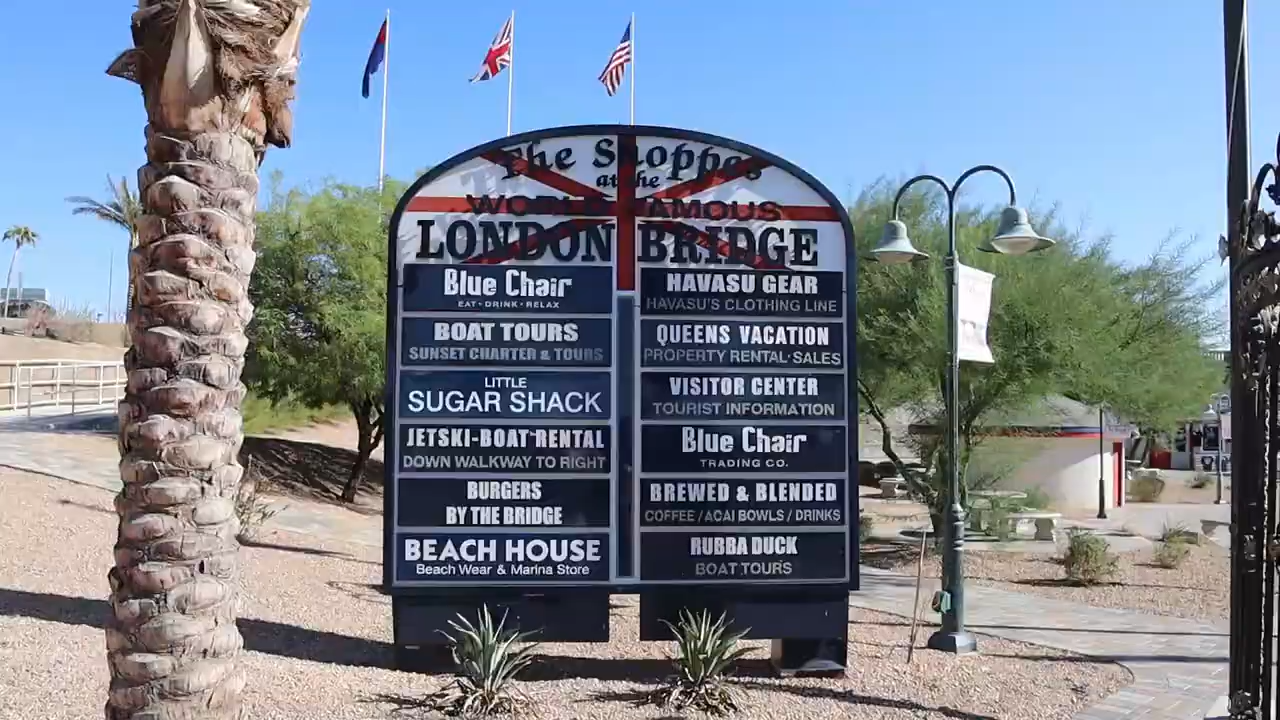 The Shoppes
at the
WORLD FAMOUS
LONDON BRIDGE
Blue Chair
EAT • DRINK • RELAX
BOAT TOURS
SUNSET CHARTER & TOURS
LITTLE
SUGAR SHACK
JETSKI-BOAT RENTAL
DOWN WALKWAY TO RIGHT
BURGERS
BY THE BRIDGE
BEACH HOUSE
Beach Wear & Marina Store
HAVASU GEAR
HAVASU'S CLOTHING LINE
QUEENS VACATION
PROPERTY RENTAL•SALES
VISITOR CENTER
TOURIST INFORMATION
Blue Chair
TRADING CO.
BREWED & BLENDED
COFFEE / ACAI BOWLS / DRINKS
RUBBA DUCK
BOAT TOURS